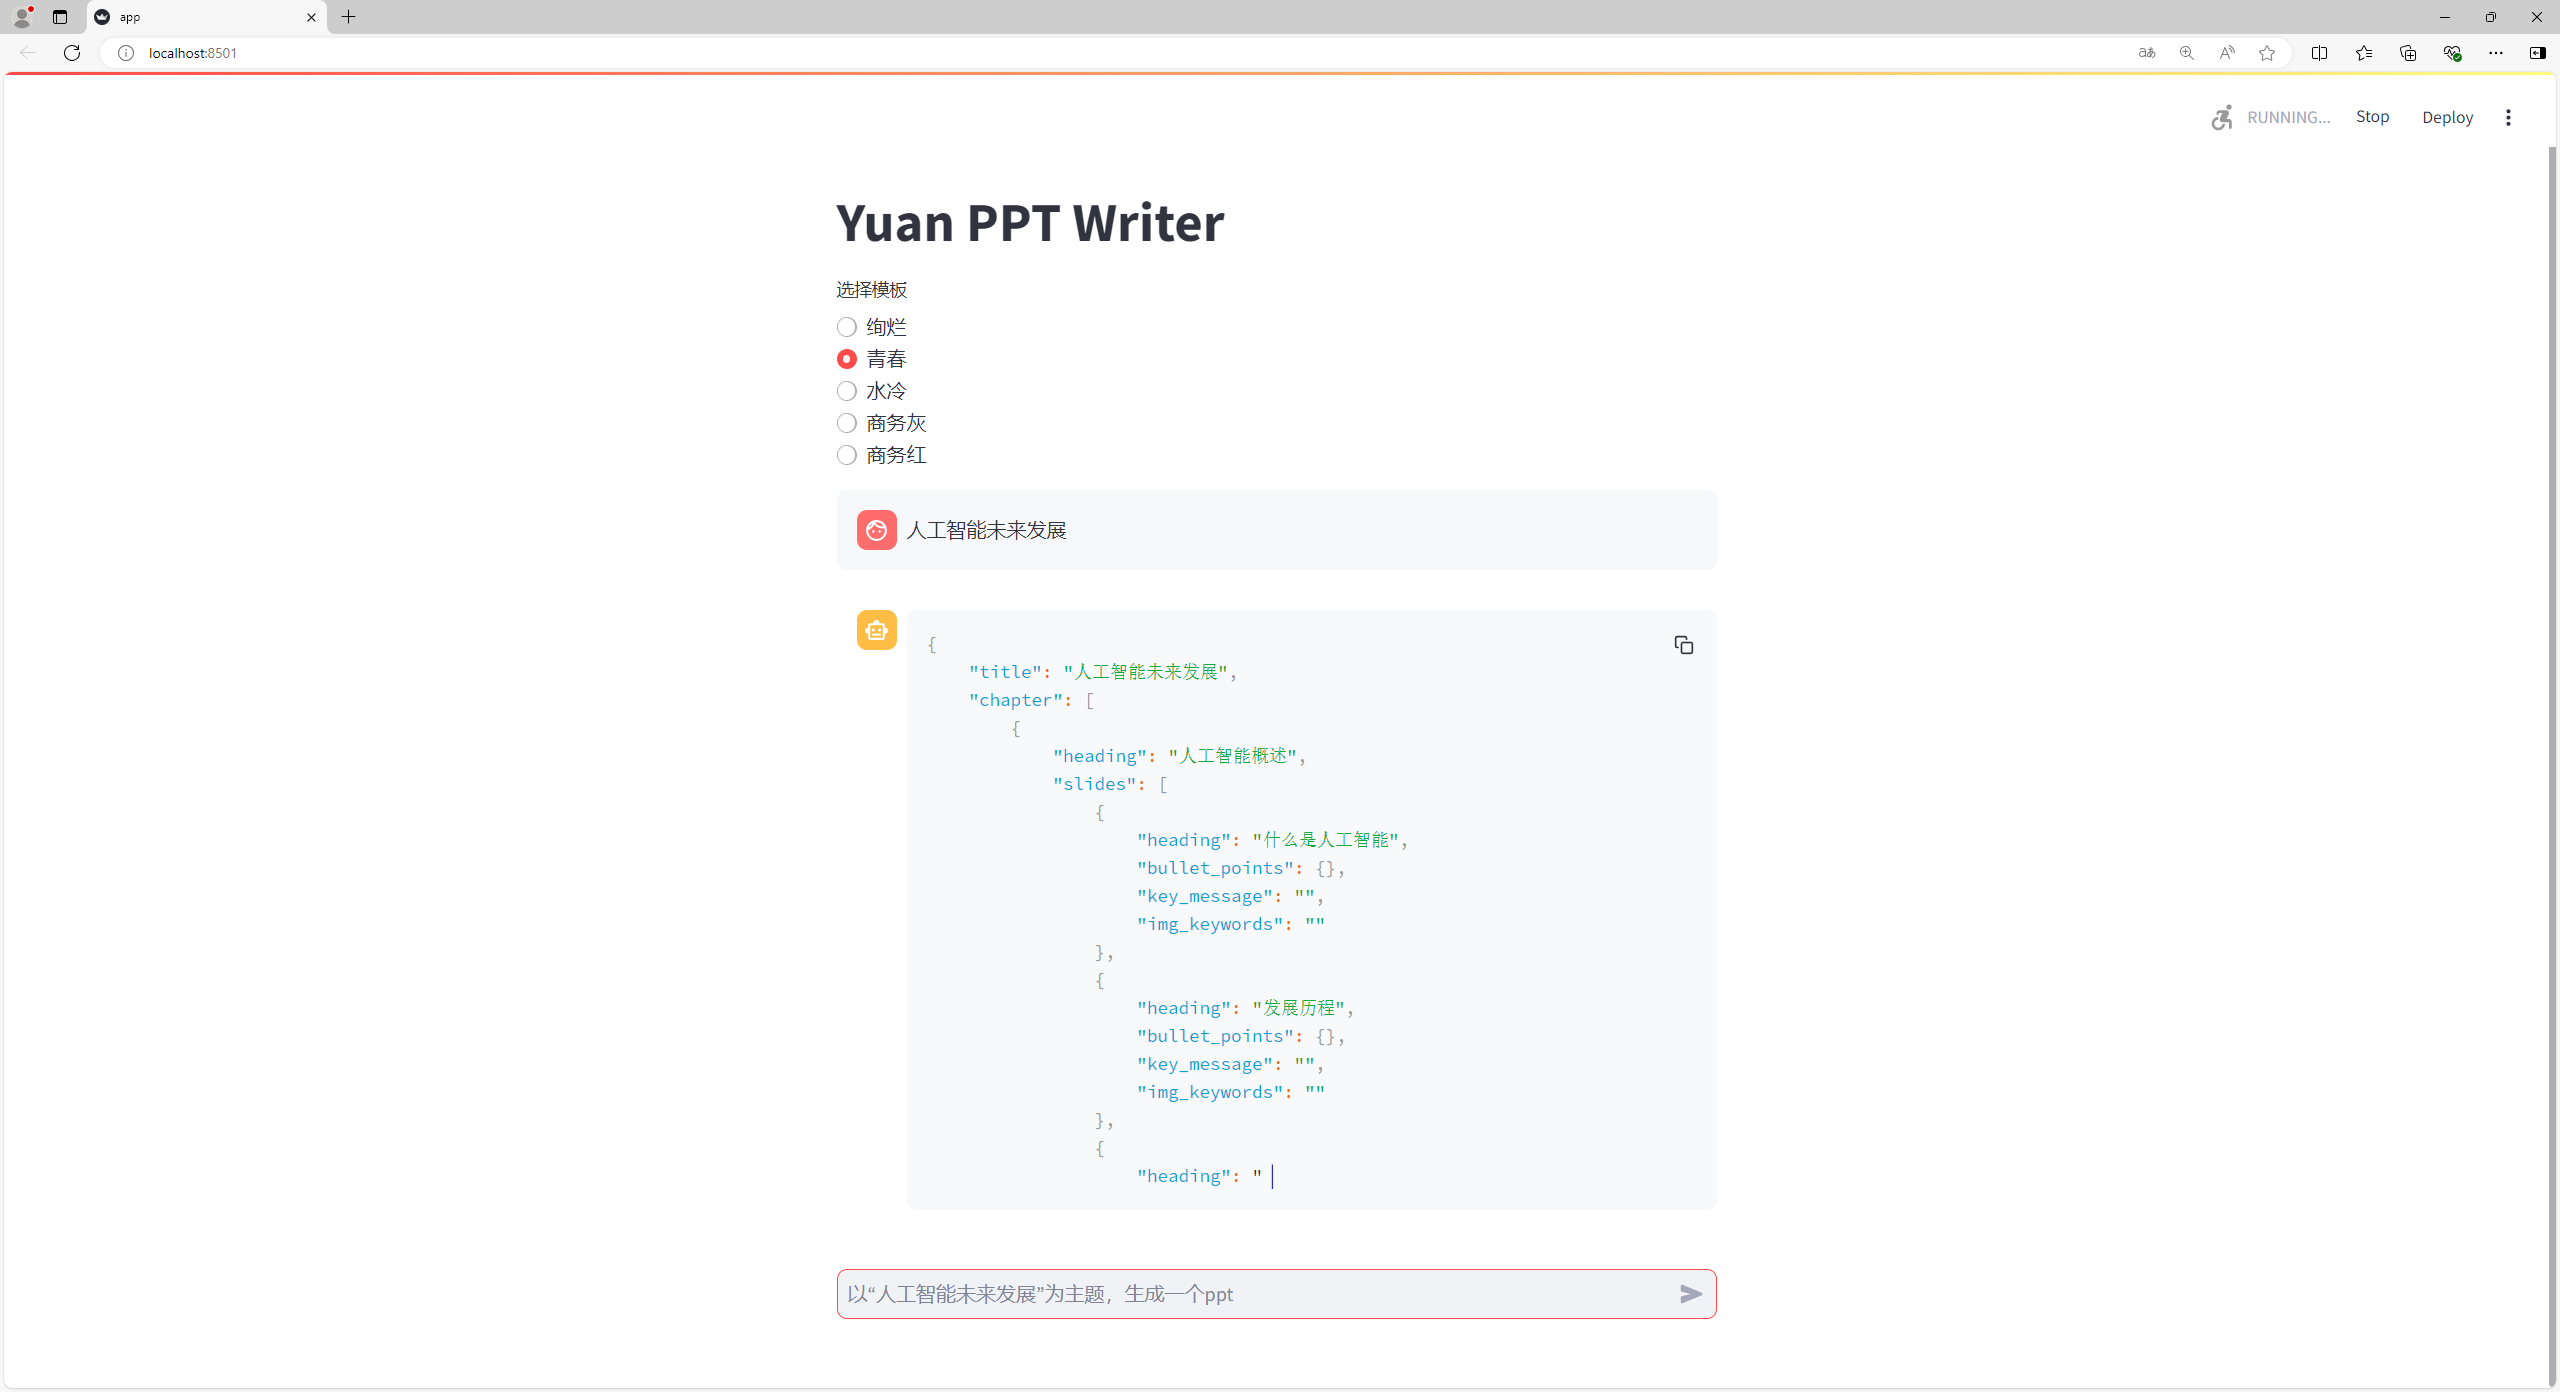 app
localhost:8501
RUNNING...
Stop
Deploy
Yuan PPT Writer
选择模板
绚烂
青春
水冷
商务灰
商务红
人工智能未来发展
{
"title": "人工智能未来发展",
"chapter": [
{
"heading": "人工智能概述",
"slides": [
{
"heading": "什么是人工智能",
"bullet_points": {},
"key_message": "",
"img_keywords": ""
},
{
"heading": "发展历程",
"bullet_points": {},
"key_message": "",
"img_keywords": ""
},
{
"heading": "
以“人工智能未来发展”为主题，生成一个ppt